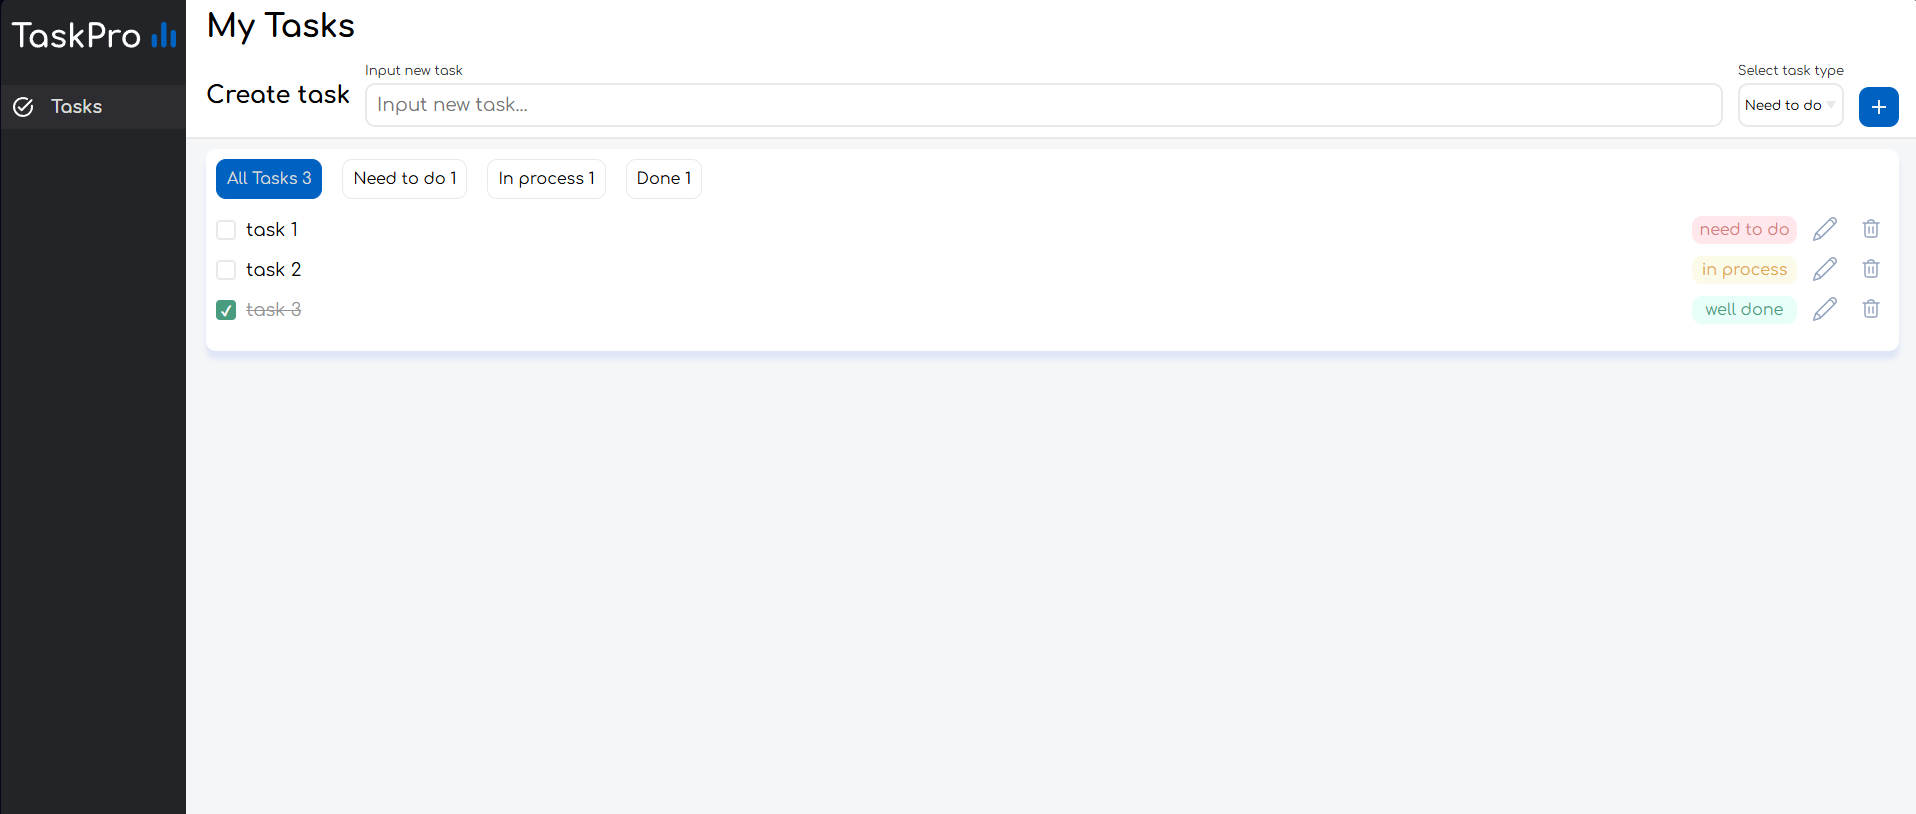 TaskPro
Tasks
My Tasks
Create task
Input new task
Input new task...
Select task type
Need to do
All Tasks 3
Need to do 1
In process 1
Done 1
task 1
need to do
task 2
in process
task 3
well done